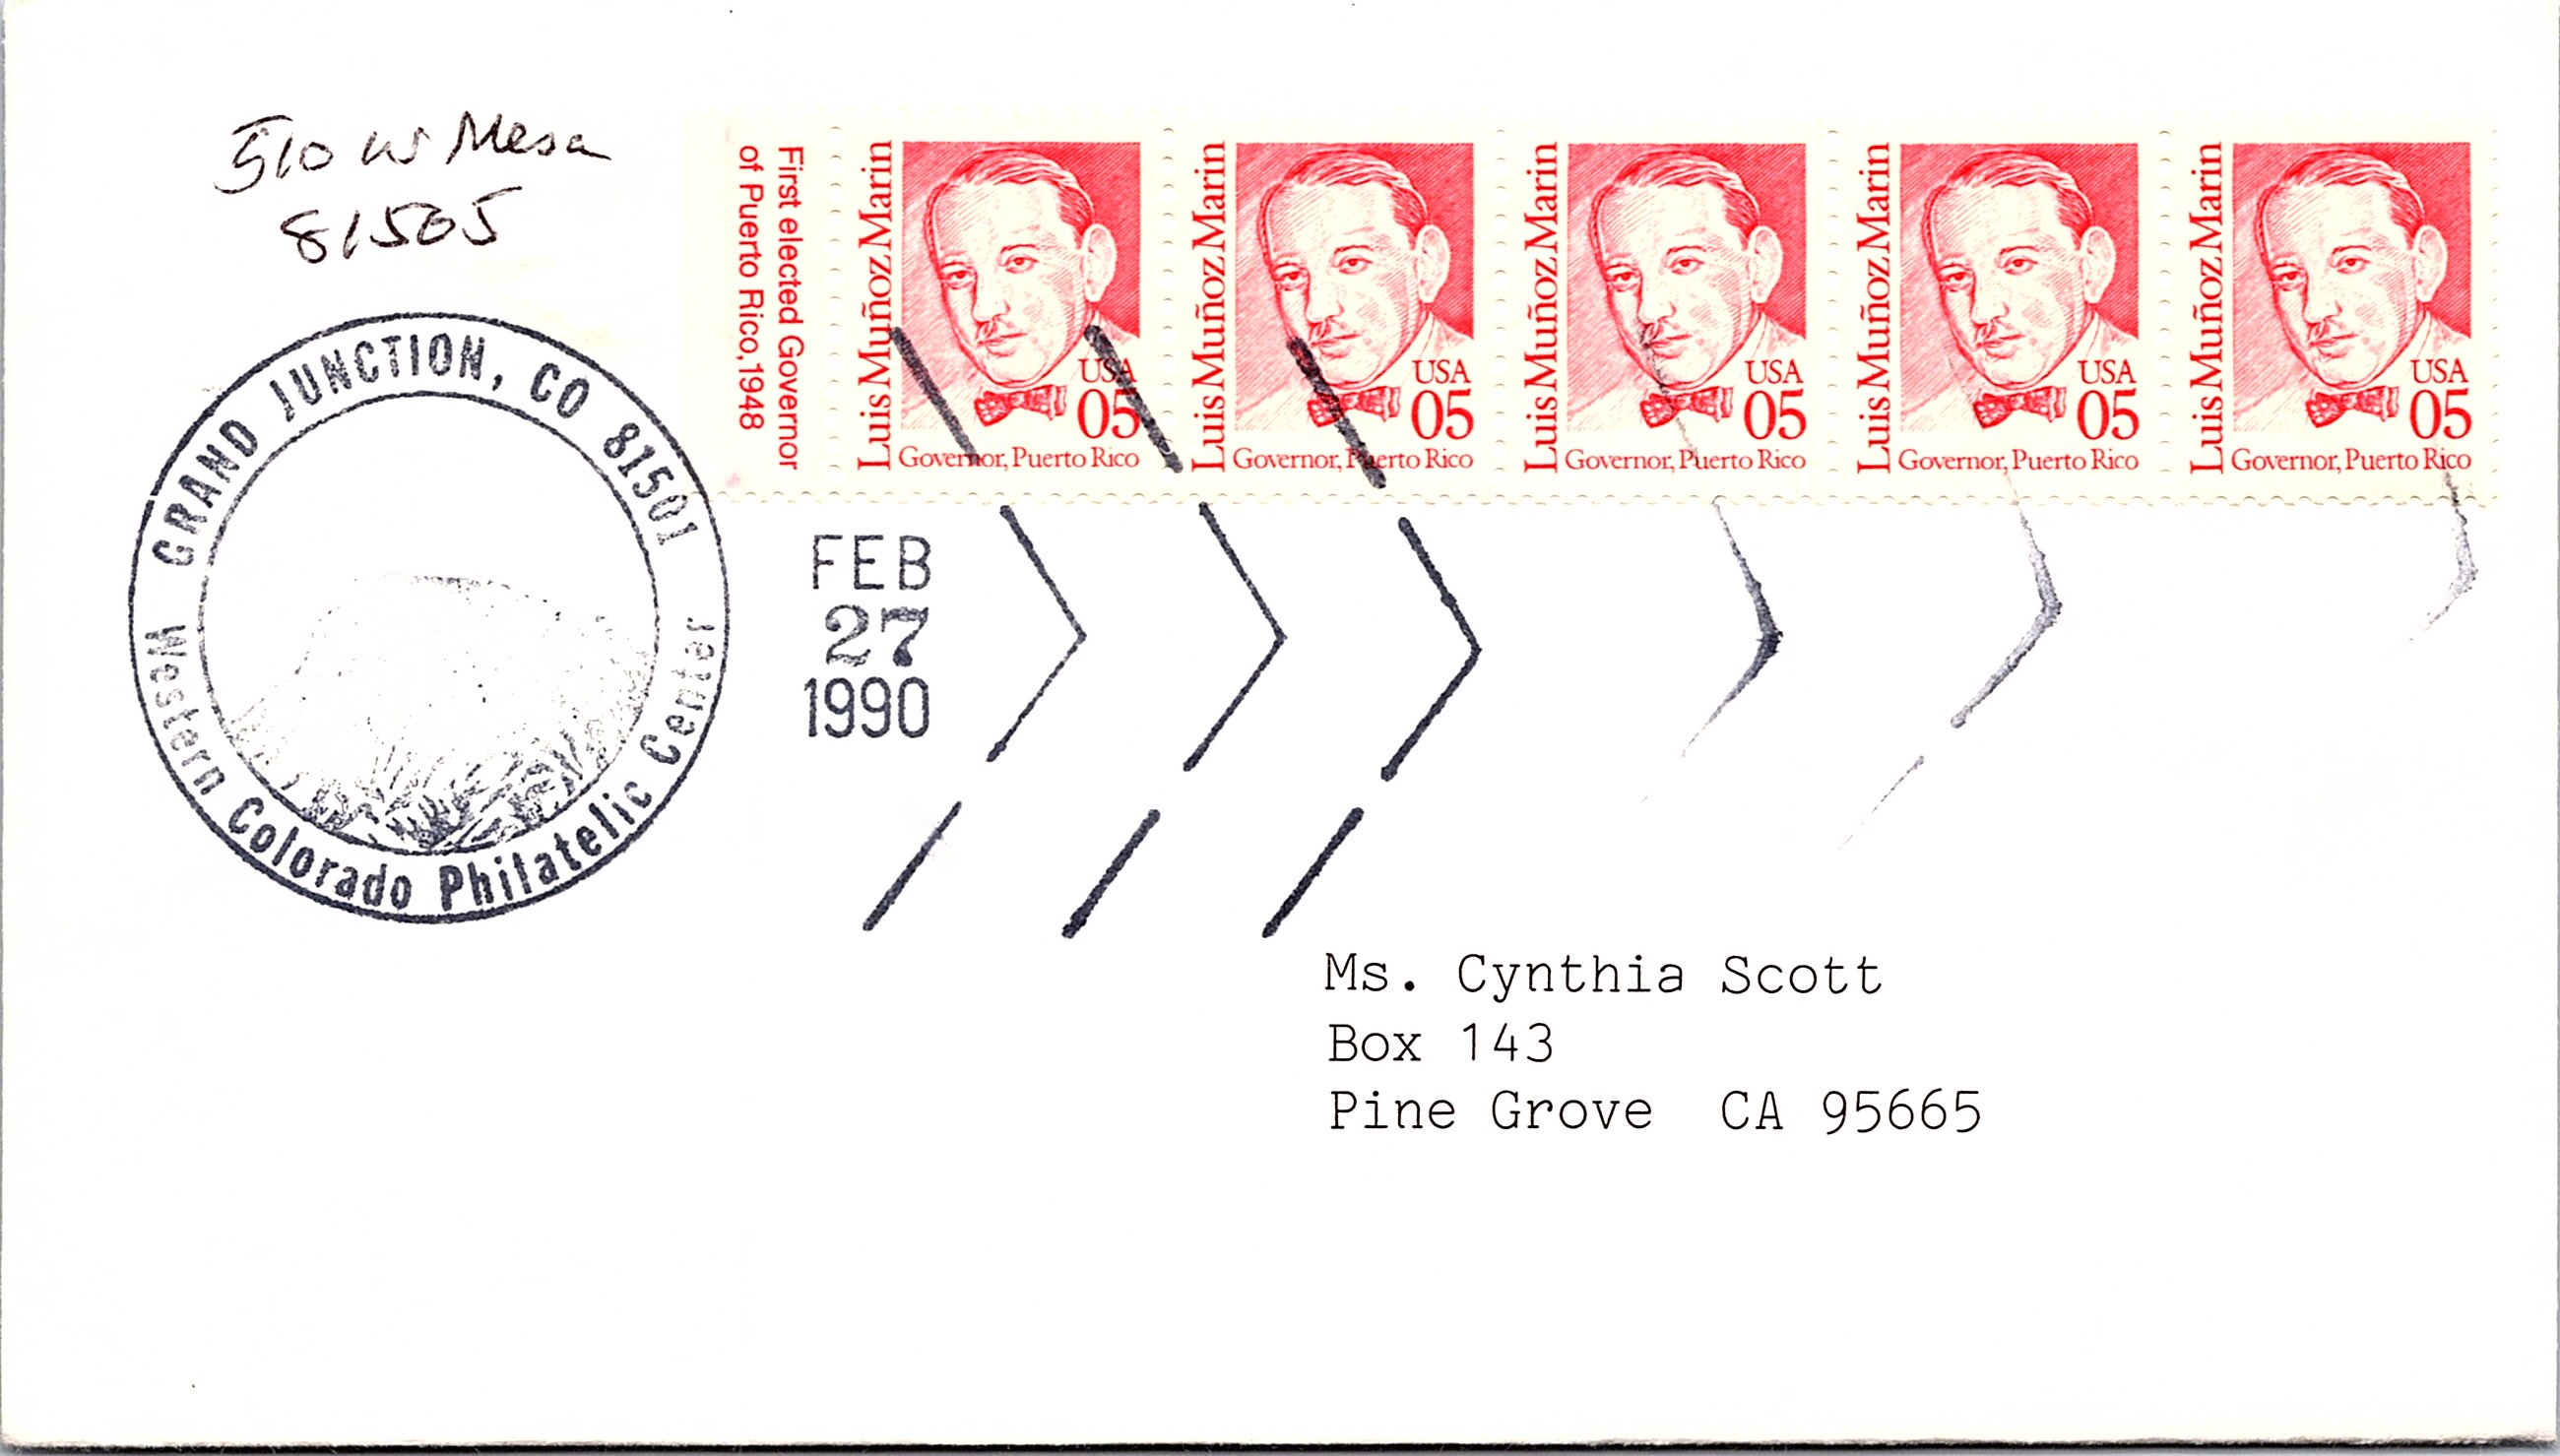 510 W Mesa
81505
GRAND JUNCTION, CO 81501
Western Colorado Philatelic Center
First elected Governor
of Puerto Rico, 1948
Luis Muñoz Marin
USA
05
Governor, Puerto Rico
Luis Muñoz Marin
USA
05
Governor, Puerto Rico
Luis Muñoz Marin
USA
05
Governor, Puerto Rico
Luis Muñoz Marin
USA
05
Governor, Puerto Rico
Luis Muñoz Marin
USA
05
Governor, Puerto Rico
FEB
27
1990
Ms. Cynthia Scott
Box 143
Pine Grove CA 95665